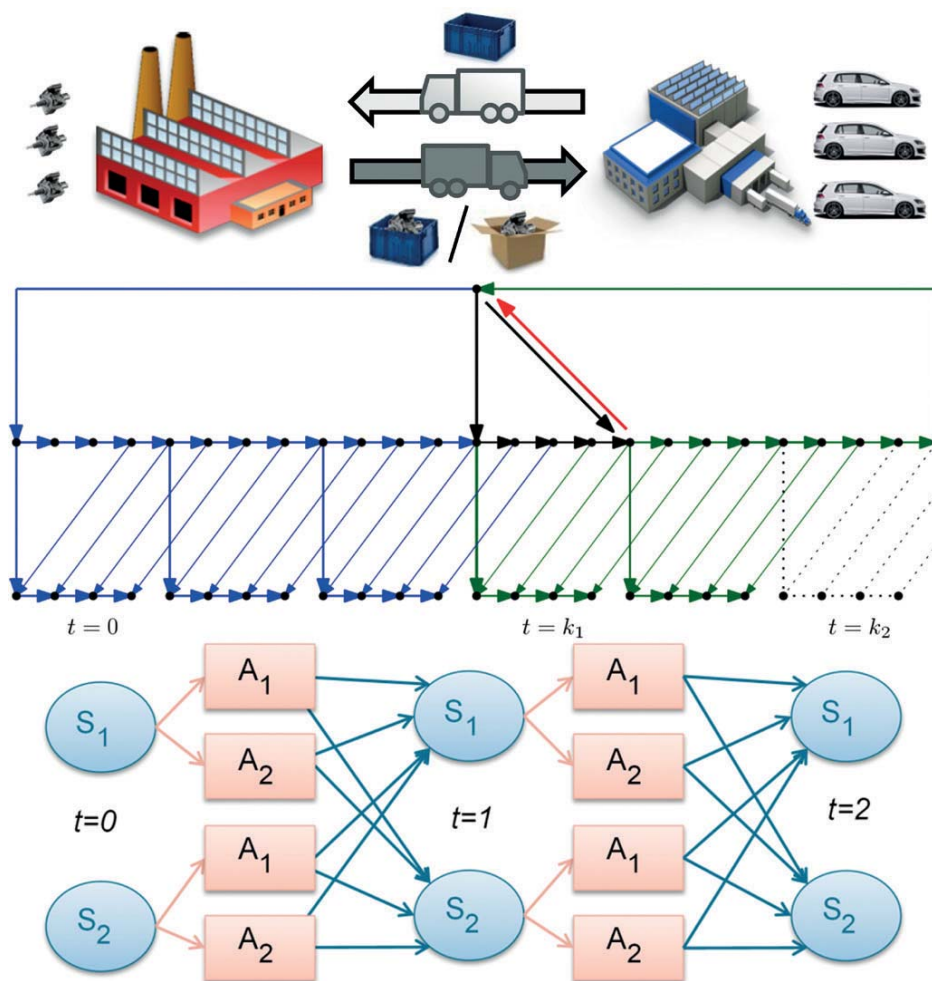 t = 0 t = k₁ t = k₂
A₁ A₁
S₁ S₁ S₁
A₂ A₂
t=0 t=1 t=2
A₁ A₁
S₂ S₂ S₂
A₂ A₂